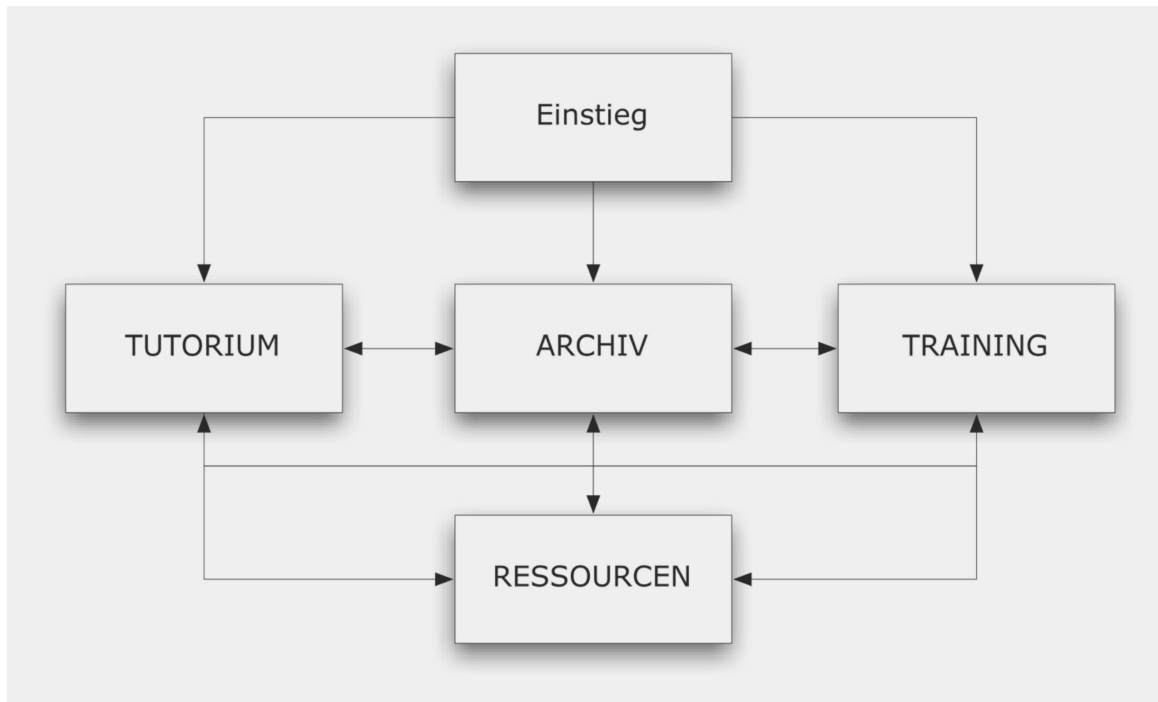 Einstieg
TUTORIUM
ARCHIV
TRAINING
RESSOURCEN